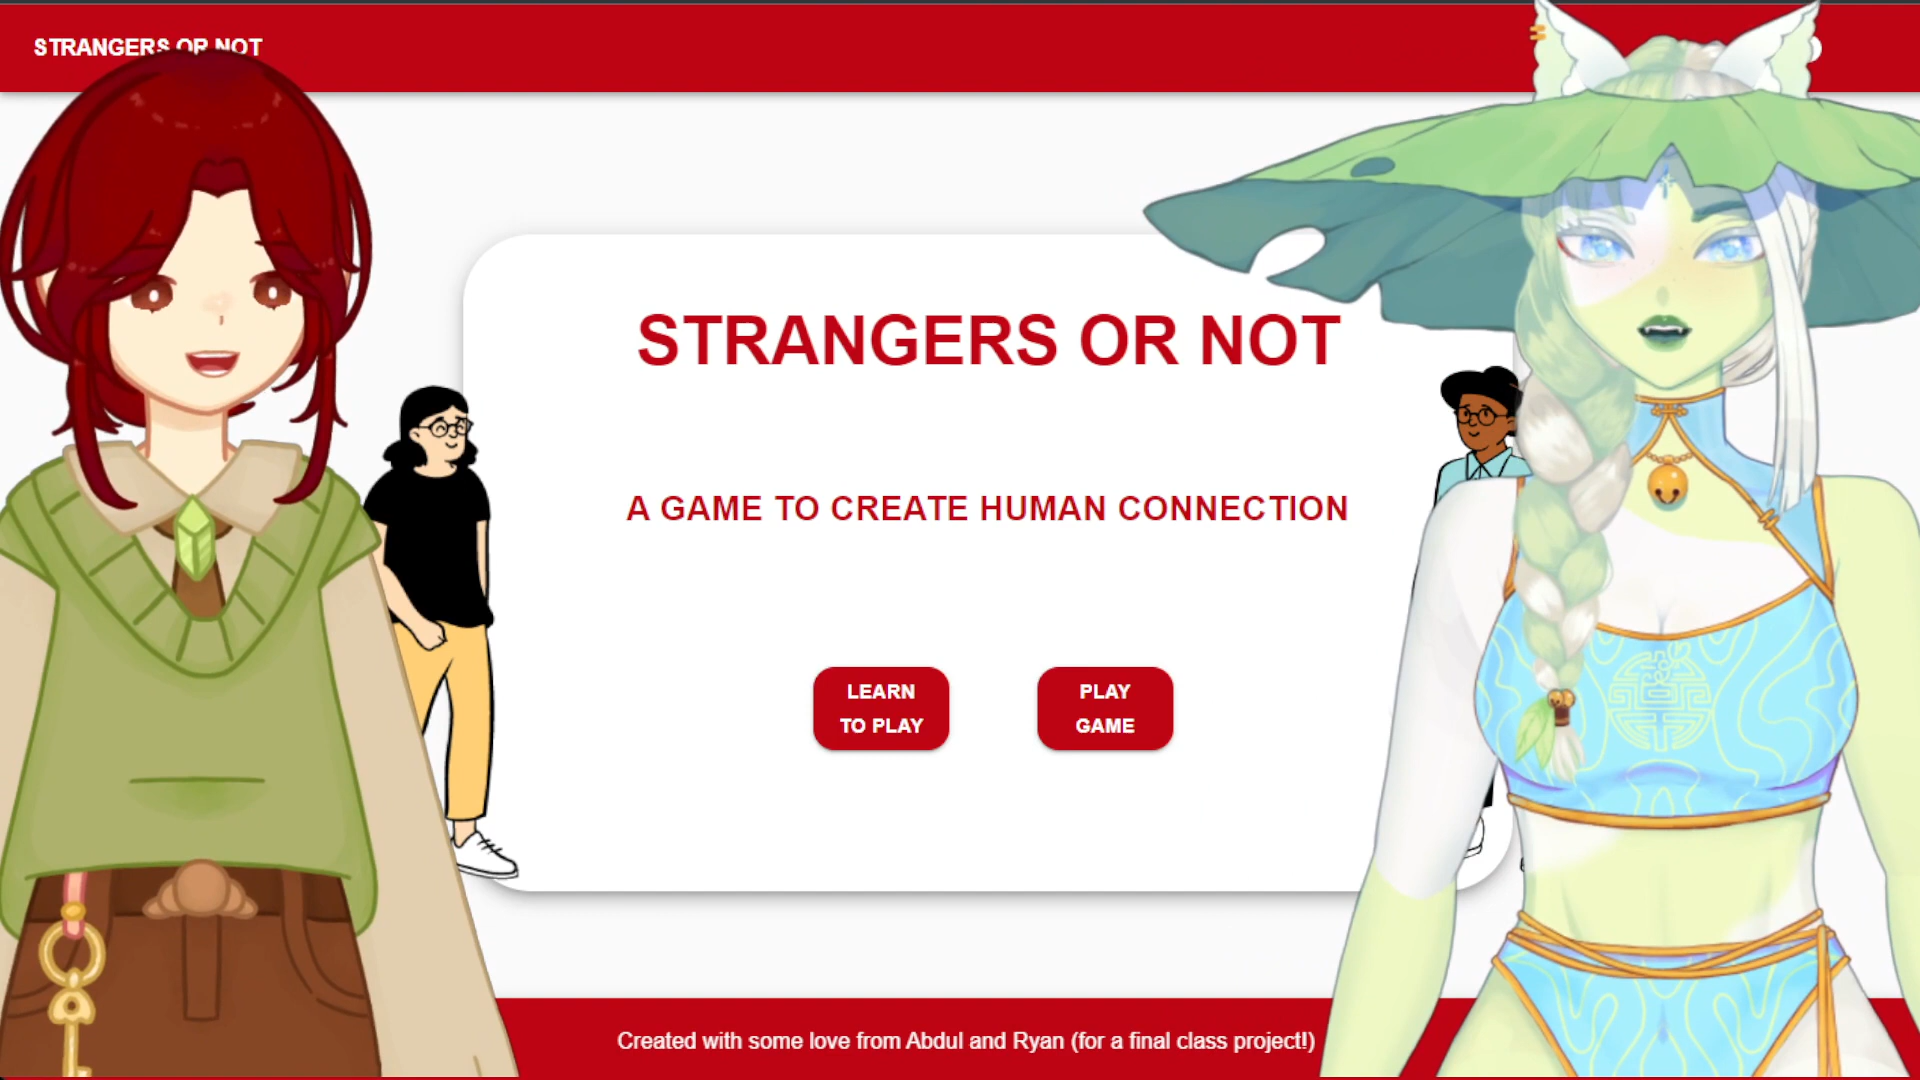 STRANGERS OR NOT
STRANGERS OR NOT
A GAME TO CREATE HUMAN CONNECTION
LEARN
TO PLAY
PLAY
GAME
Created with some love from Abdul and Ryan (for a final class project!)